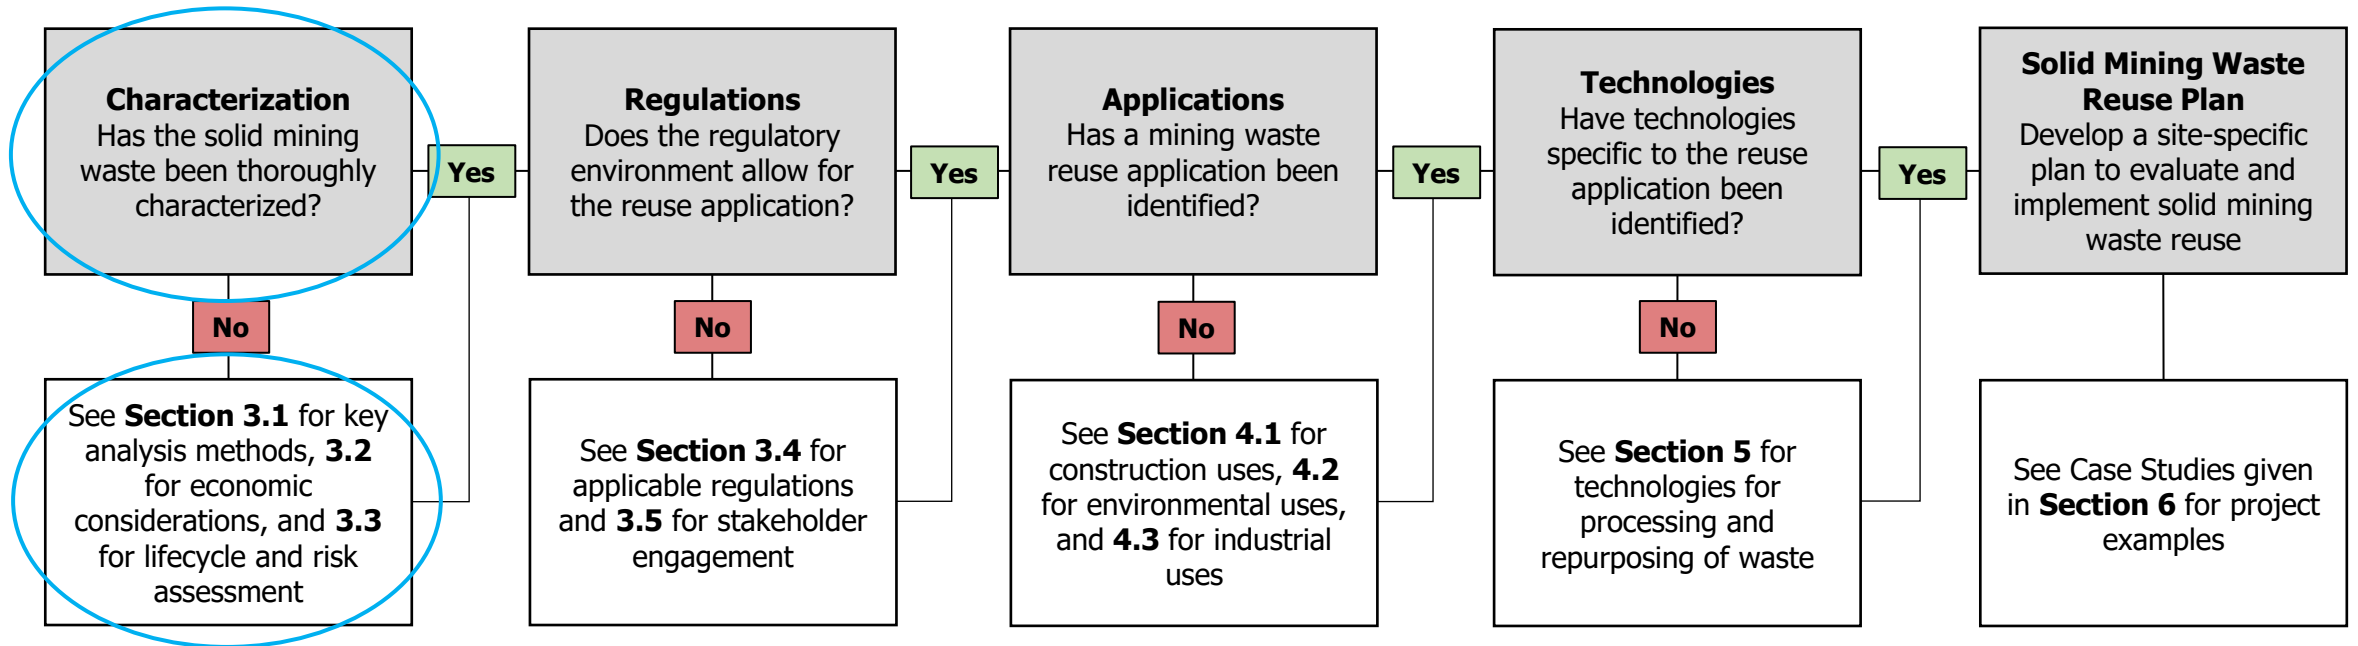 Characterization
Has the solid mining
waste been thoroughly
characterized?
Yes
Regulations
Does the regulatory
environment allow for
the reuse application?
Yes
Applications
Has a mining waste
reuse application been
identified?
Yes
Technologies
Have technologies
specific to the reuse
application been
identified?
Yes
Solid Mining Waste
Reuse Plan
Develop a site-specific
plan to evaluate and
implement solid mining
waste reuse
No
No
No
No
See Section 3.1 for key
analysis methods, 3.2
for economic
considerations, and 3.3
for lifecycle and risk
assessment
See Section 3.4 for
applicable regulations
and 3.5 for stakeholder
engagement
See Section 4.1 for
construction uses, 4.2
for environmental uses,
and 4.3 for industrial
uses
See Section 5 for
technologies for
processing and
repurposing of waste
See Case Studies given
in Section 6 for project
examples